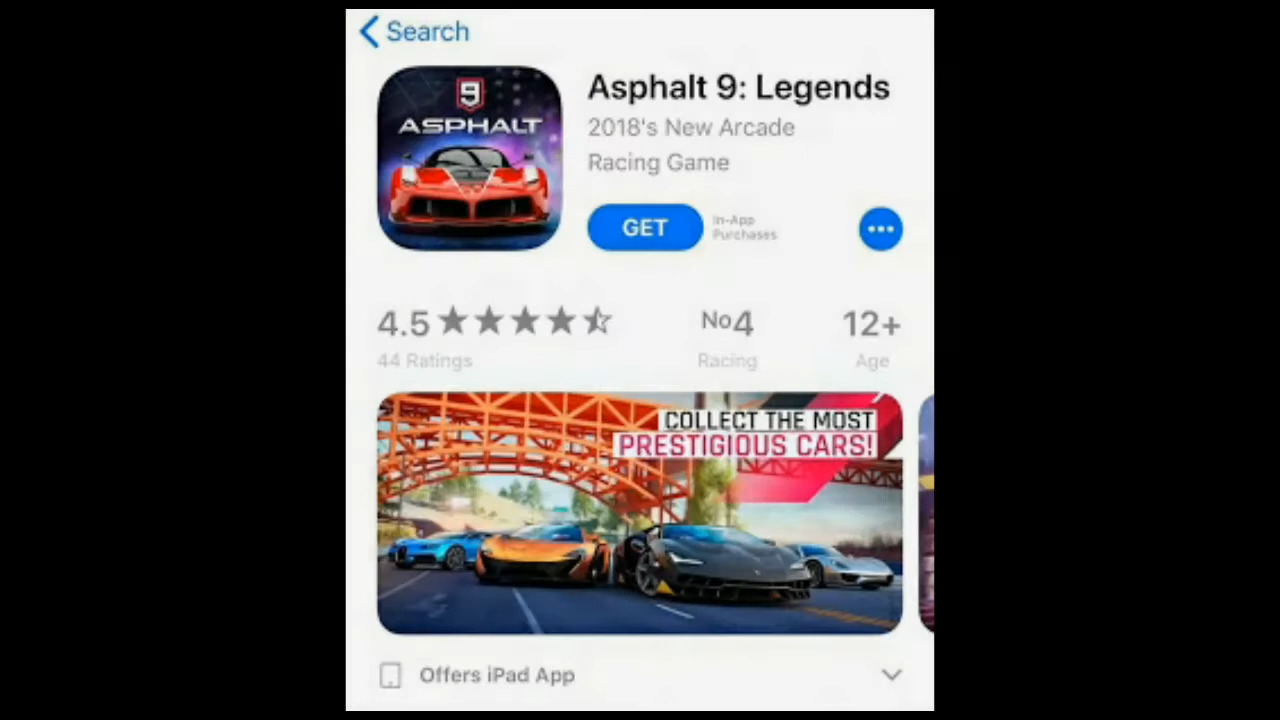 Search
9
ASPHALT
Asphalt 9: Legends
2018's New Arcade
Racing Game
GET
In-App
Purchases
4.5
No4
12+
44 Ratings
Racing
Age
COLLECT THE MOST
PRESTIGIOUS CARS!
Offers iPad App